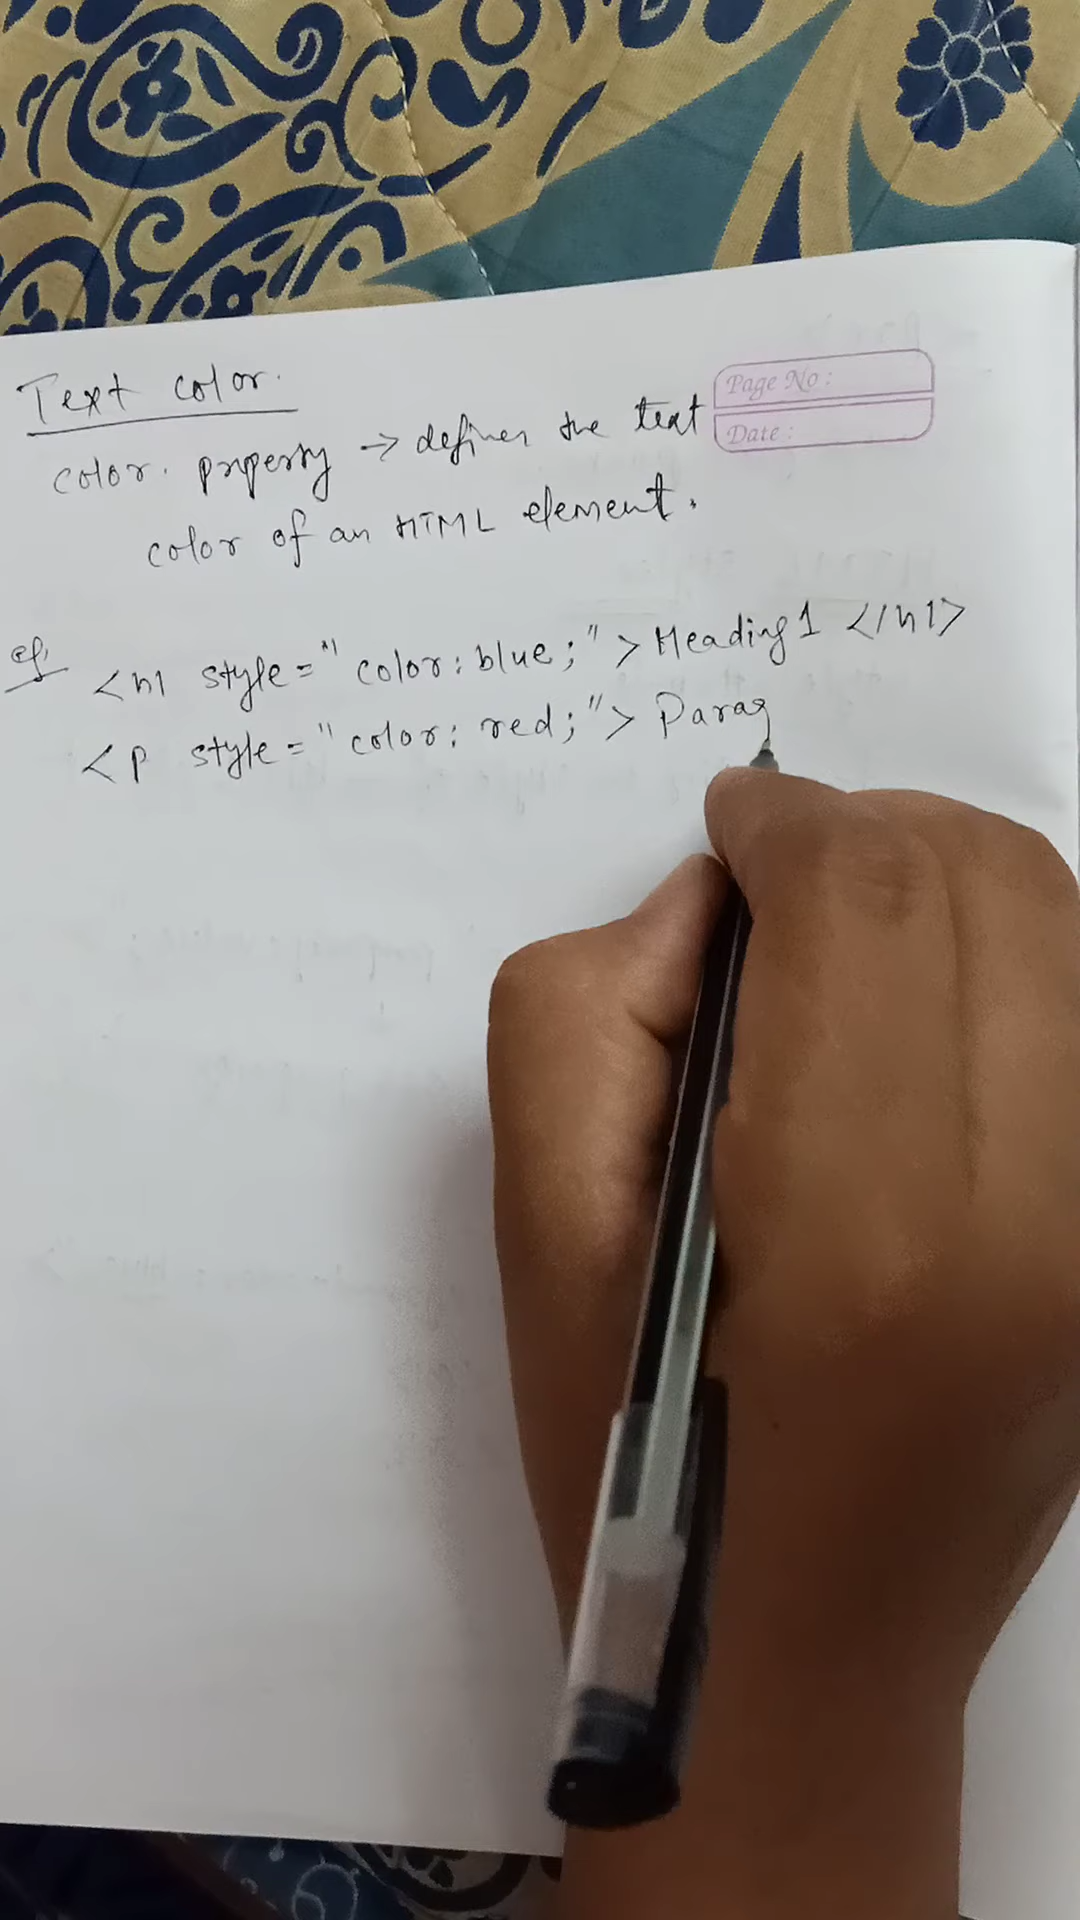 Text color.
Page No :
Date :
color. property → defines the text
color of an HTML element.
eg. <h1 style=" color: blue;"> Heading 1 </h1>
<p style=" color: red;"> Parag